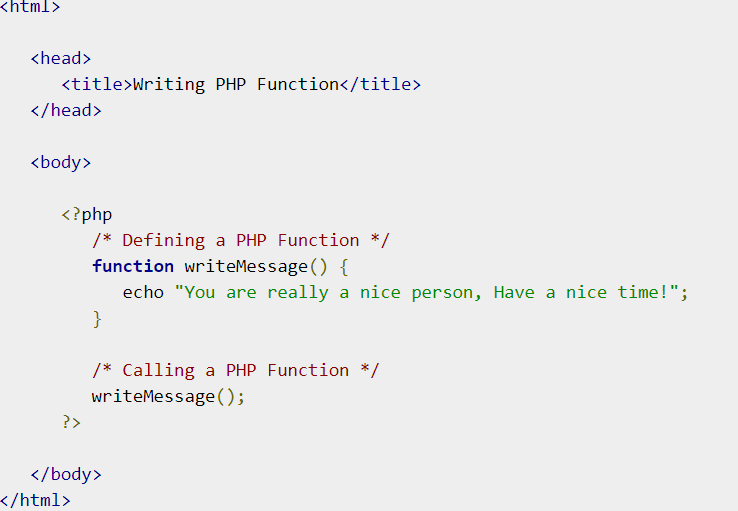 <html>
<head>
<title>Writing PHP Function</title>
</head>
<body>
<?php
/* Defining a PHP Function */
function writeMessage() {
echo "You are really a nice person, Have a nice time!";
}
/* Calling a PHP Function */
writeMessage();
?>
</body>
</html>